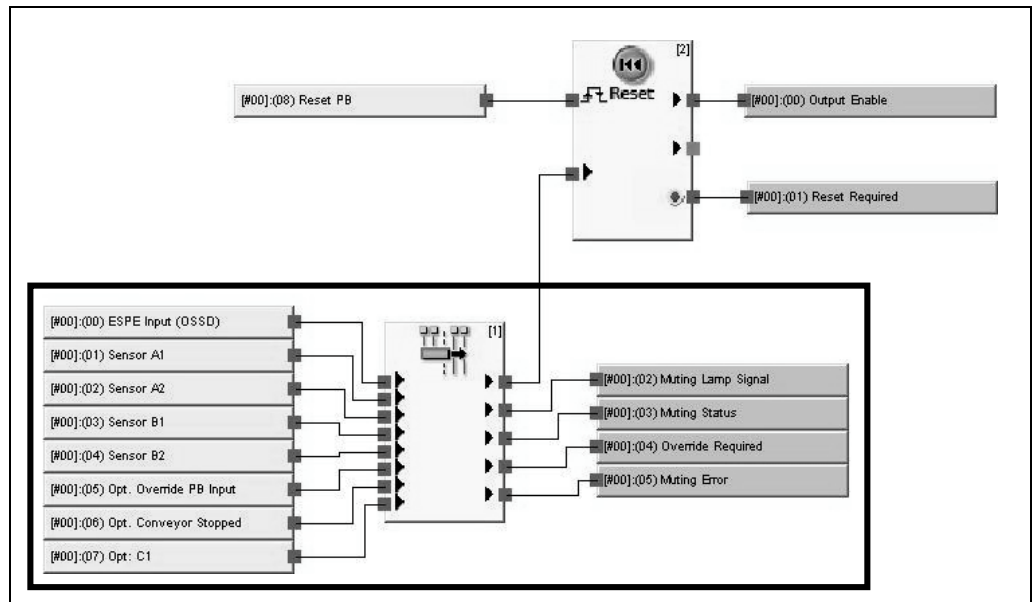 [2]
[#00]:(08) Reset PB
Reset
[#00]:(00) Output Enable
[#00]:(01) Reset Required
[#00]:(00) ESPE Input (OSSD)
[#00]:(01) Sensor A1
[#00]:(02) Sensor A2
[#00]:(03) Sensor B1
[#00]:(04) Sensor B2
[#00]:(05) Opt. Override PB Input
[#00]:(06) Opt. Conveyor Stopped
[#00]:(07) Opt: C1
[1]
[#00]:(02) Muting Lamp Signal
[#00]:(03) Muting Status
[#00]:(04) Override Required
[#00]:(05) Muting Error